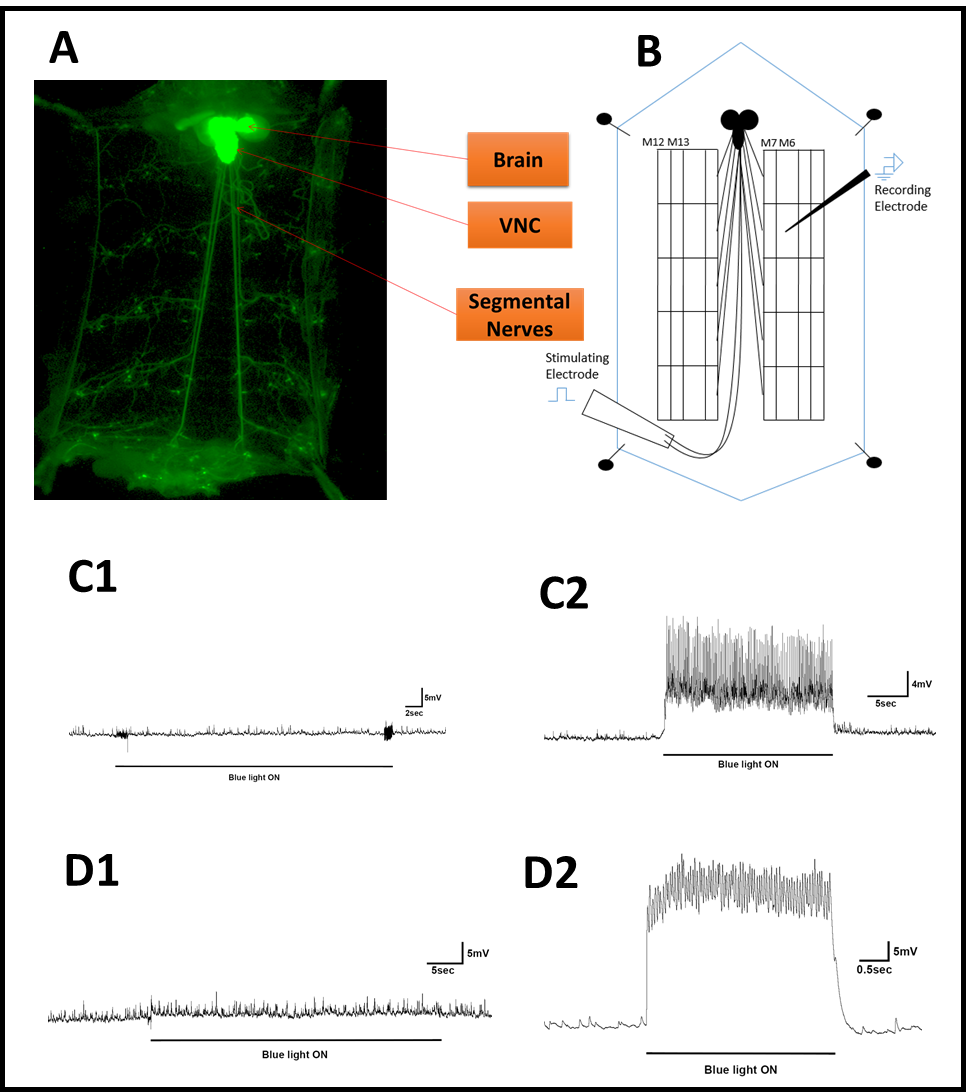 A
B
Brain
VNC
Segmental
Nerves
M12 M13
M7 M6
Recording
Electrode
Stimulating
Electrode
C1
5mV
2sec
Blue light ON
C2
4mV
5sec
Blue light ON
D1
5mV
5sec
Blue light ON
D2
5mV
0.5sec
Blue light ON